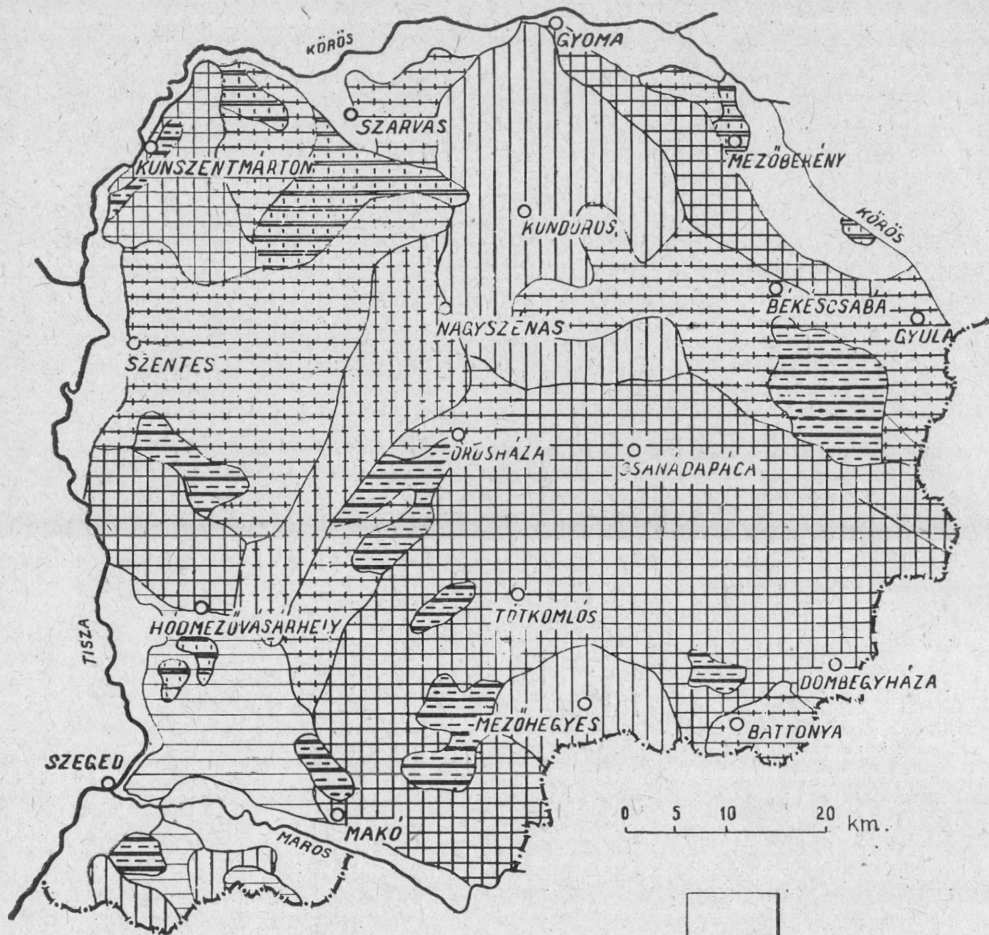 KÖRÖS
GYOMA
SZARVAS
KUNSZENTMÁRTON
MEZŐBERÉNY
KUNDOROS
KÖRÖS
BÉKÉSCSABA
GYULA
NAGYSZÉNÁS
SZENTES
OROSHÁZA
CSANÁDAPÁCA
TÓTKOMLÓS
HÓDMEZŐVÁSÁRHELY
TISZA
DOMBEGYHÁZA
MEZŐHEGYES
BATTONYA
SZEGED
MAKÓ
MAROS
0 5 10 20 km.